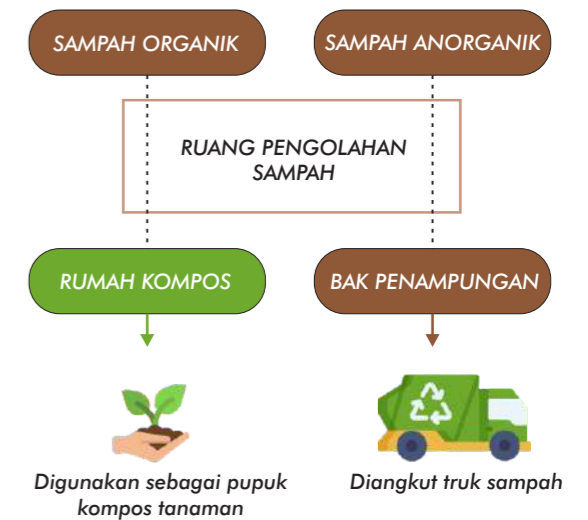 SAMPAH ORGANIK
SAMPAH ANORGANIK
RUANG PENGOLAHAN
SAMPAH
RUMAH KOMPOS
BAK PENAMPUNGAN
Digunakan sebagai pupuk
kompos tanaman
Diangkut truk sampah